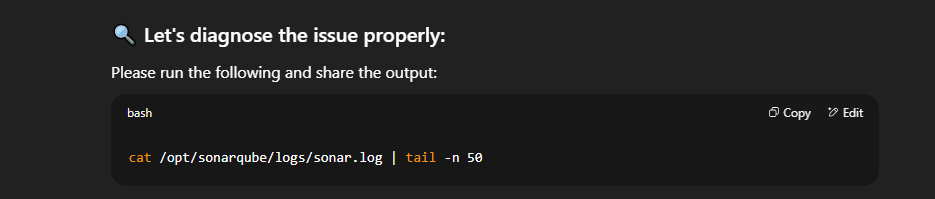 🔍 Let's diagnose the issue properly:
Please run the following and share the output:
bash Copy Edit
cat /opt/sonarqube/logs/sonar.log | tail -n 50